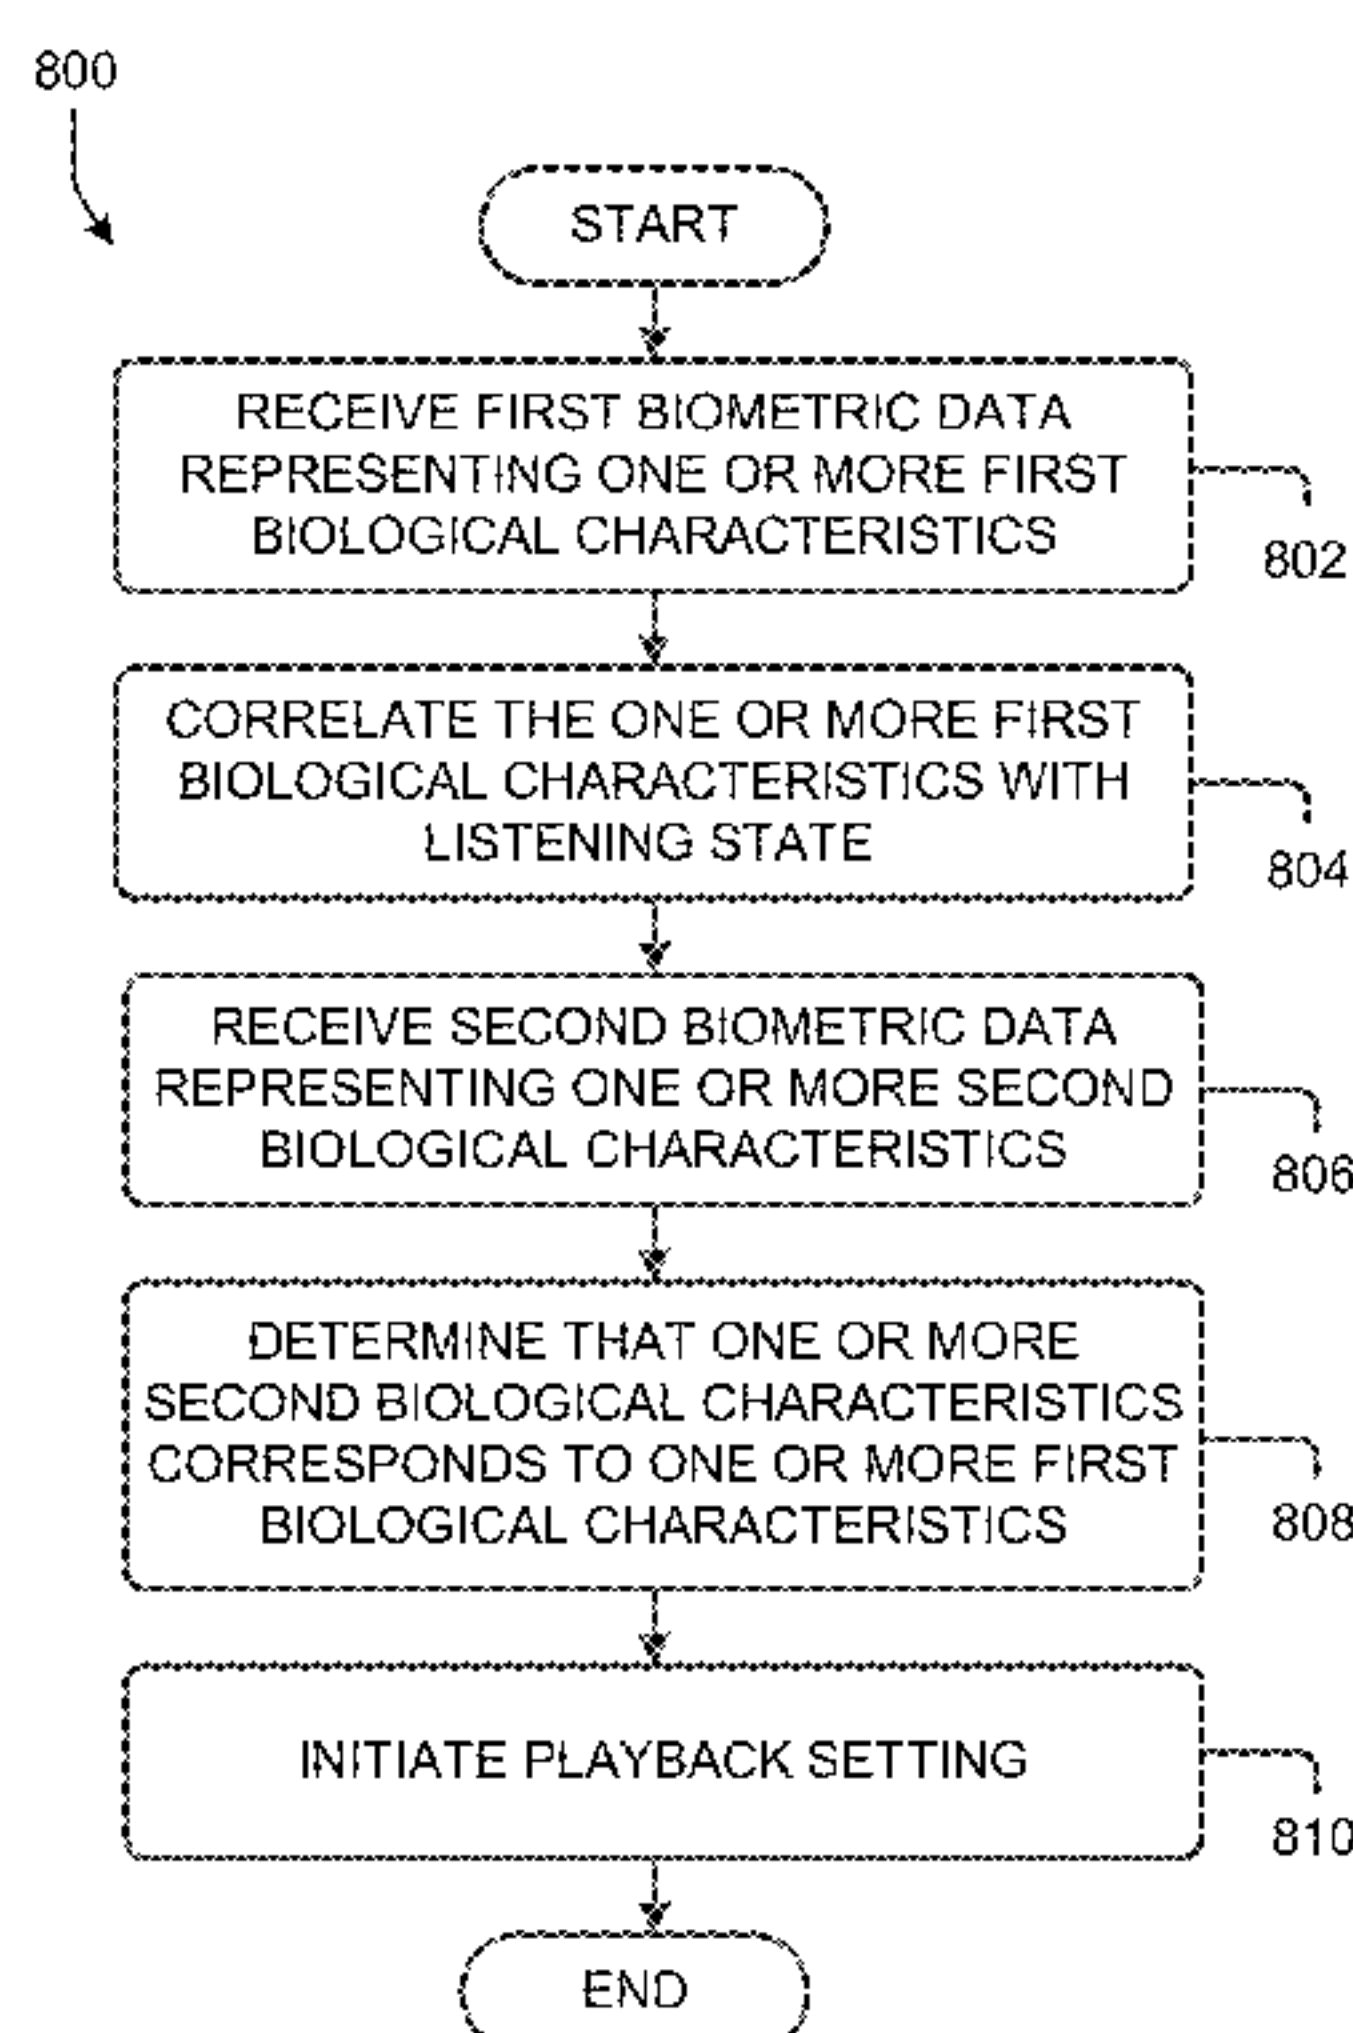 800
START
RECEIVE FIRST BIOMETRIC DATA
REPRESENTING ONE OR MORE FIRST
BIOLOGICAL CHARACTERISTICS
802
CORRELATE THE ONE OR MORE FIRST
BIOLOGICAL CHARACTERISTICS WITH
LISTENING STATE
804
RECEIVE SECOND BIOMETRIC DATA
REPRESENTING ONE OR MORE SECOND
BIOLOGICAL CHARACTERISTICS
806
DETERMINE THAT ONE OR MORE
SECOND BIOLOGICAL CHARACTERISTICS
CORRESPONDS TO ONE OR MORE FIRST
BIOLOGICAL CHARACTERISTICS
808
INITIATE PLAYBACK SETTING
810
END